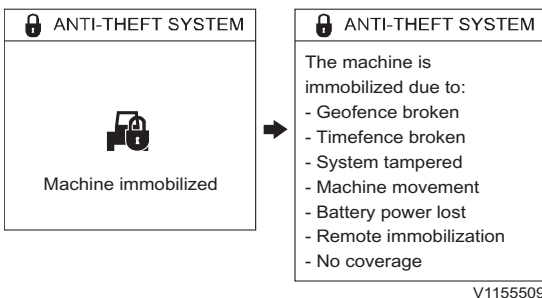 ANTI-THEFT SYSTEM
Machine immobilized
ANTI-THEFT SYSTEM
The machine is
immobilized due to:
- Geofence broken
- Timefence broken
- System tampered
- Machine movement
- Battery power lost
- Remote immobilization
- No coverage
V1155509